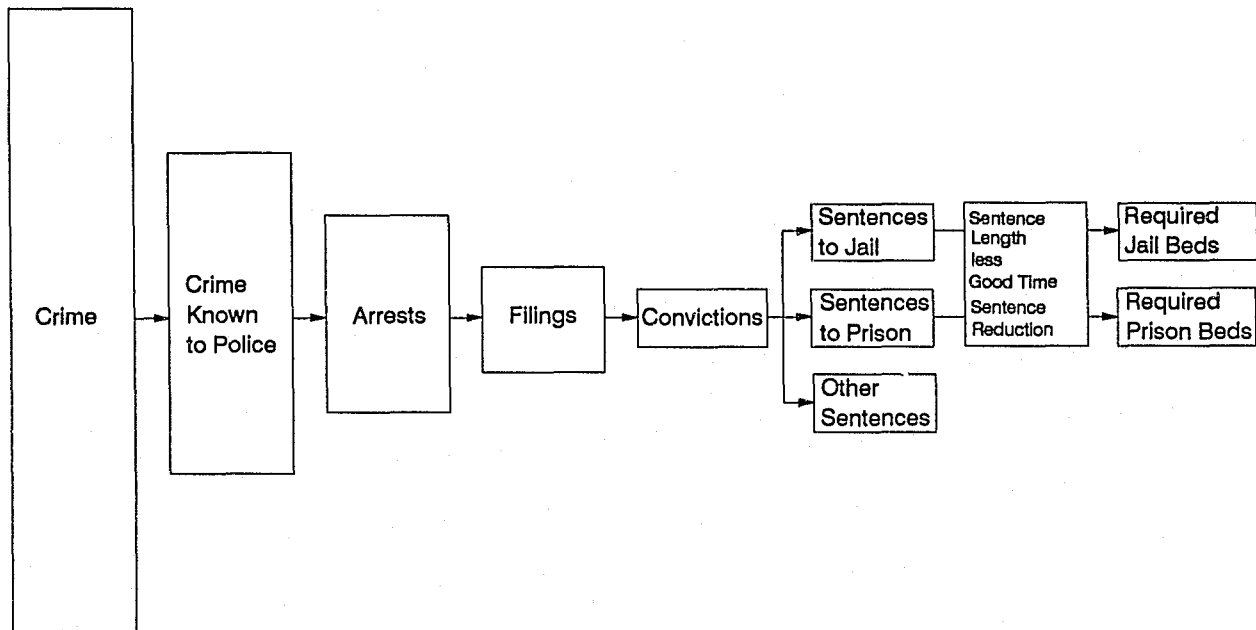 Crime
Crime
Known
to Police
Arrests
Filings
Convictions
Sentences
to Jail
Sentences
to Prison
Other
Sentences
Sentence
Length
less
Good Time
Sentence
Reduction
Required
Jail Beds
Required
Prison Beds